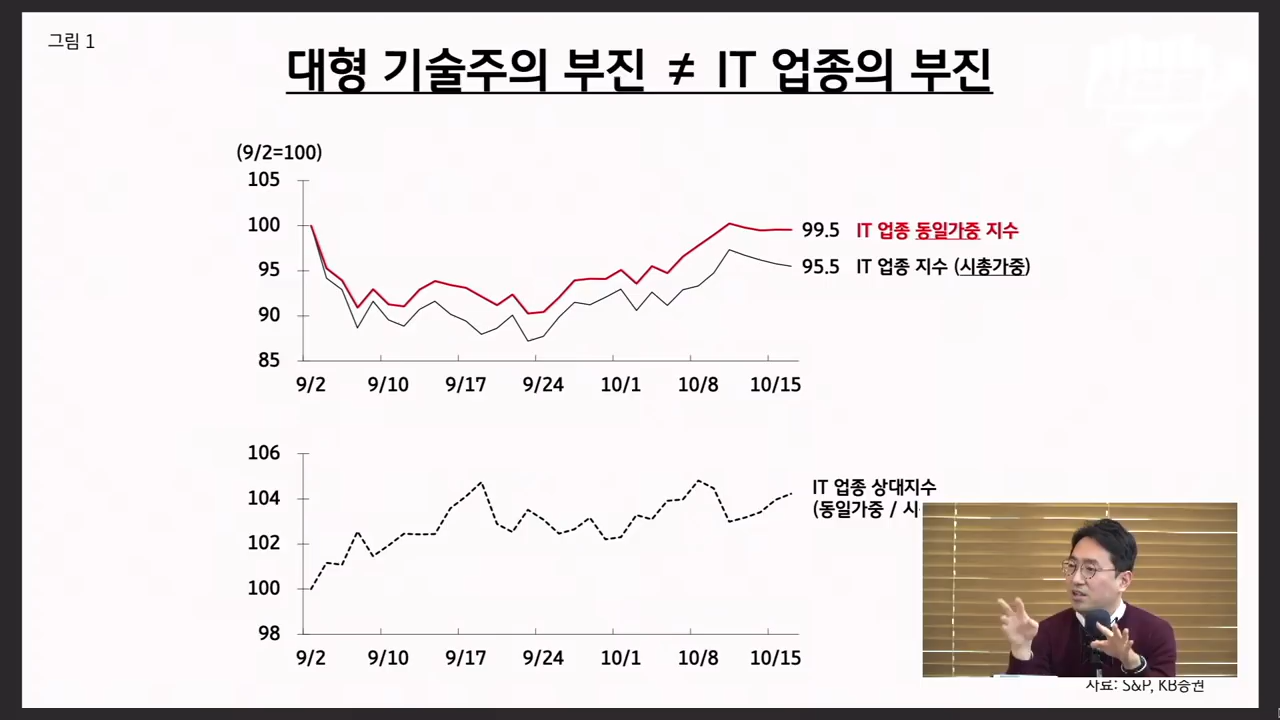 그림 1
대형 기술주의 부진 ≠ IT 업종의 부진
(9/2=100)
105
100
95
90
85
99.5 IT 업종 동일가중 지수
95.5 IT 업종 지수 (시총가중)
9/2 9/10 9/17 9/24 10/1 10/8 10/15
106
104
102
100
98
IT 업종 상대지수
(동일가중 / 시
9/2 9/10 9/17 9/24 10/1 10/8 10/15
자료: S&P, KB증권